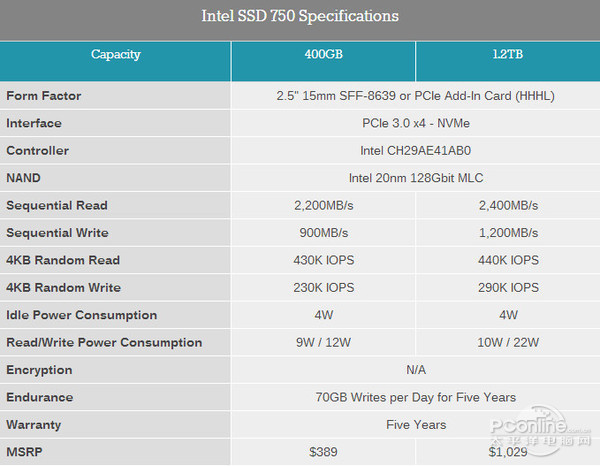 Intel SSD 750 Specifications
Capacity 400GB 1.2TB
Form Factor 2.5" 15mm SFF-8639 or PCIe Add-In Card (HHHL)
Interface PCIe 3.0 x4 - NVMe
Controller Intel CH29AE41AB0
NAND Intel 20nm 128Gbit MLC
Sequential Read 2,200MB/s 2,400MB/s
Sequential Write 900MB/s 1,200MB/s
4KB Random Read 430K IOPS 440K IOPS
4KB Random Write 230K IOPS 290K IOPS
Idle Power Consumption 4W 4W
Read/Write Power Consumption 9W / 12W 10W / 22W
Encryption N/A
Endurance 70GB Writes per Day for Five Years
Warranty Five Years
PConline.com.cn
太平洋电脑网
MSRP $389 $1,029